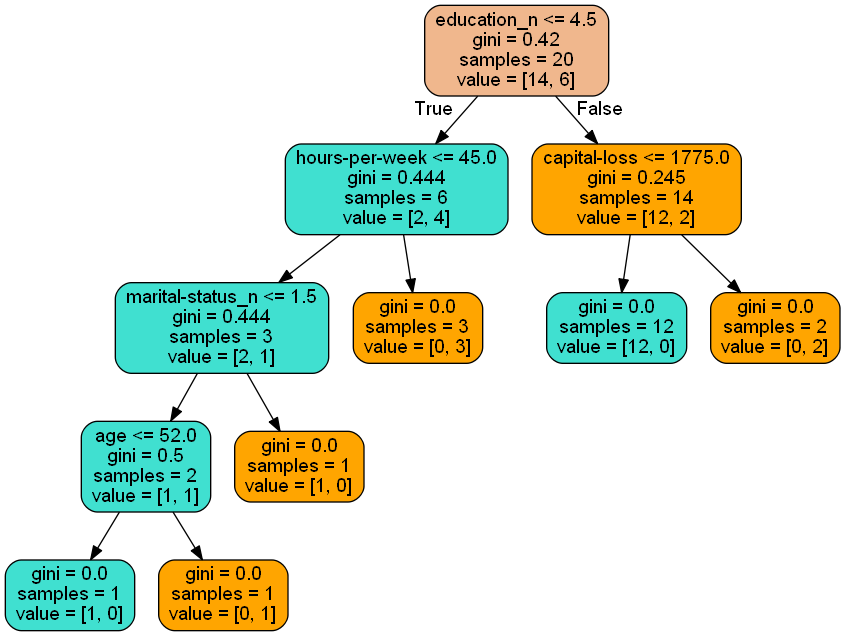 education_n <= 4.5
gini = 0.42
samples = 20
value = [14, 6]
True
False
hours-per-week <= 45.0
gini = 0.444
samples = 6
value = [2, 4]
capital-loss <= 1775.0
gini = 0.245
samples = 14
value = [12, 2]
marital-status_n <= 1.5
gini = 0.444
samples = 3
value = [2, 1]
gini = 0.0
samples = 3
value = [0, 3]
gini = 0.0
samples = 12
value = [12, 0]
gini = 0.0
samples = 2
value = [0, 2]
age <= 52.0
gini = 0.5
samples = 2
value = [1, 1]
gini = 0.0
samples = 1
value = [1, 0]
gini = 0.0
samples = 1
value = [1, 0]
gini = 0.0
samples = 1
value = [0, 1]